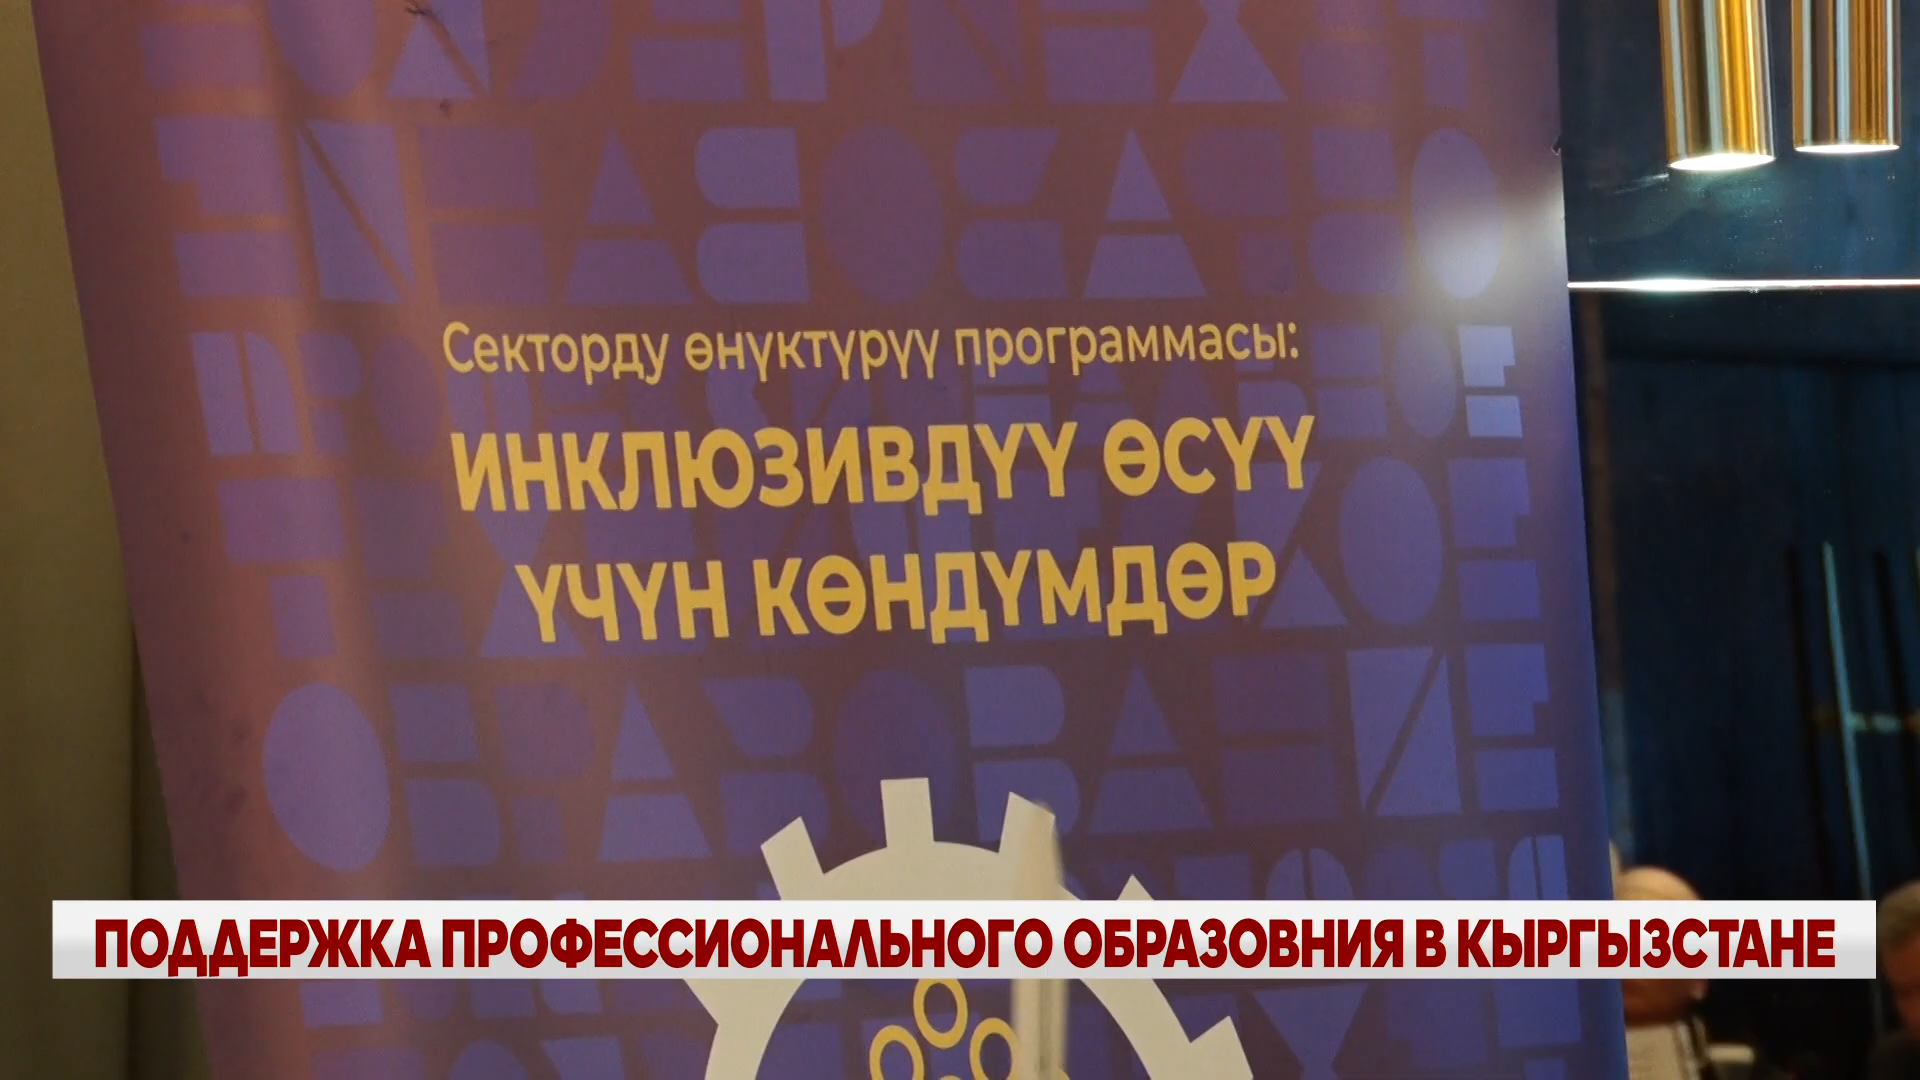 Секторду өнүктүрүү программасы:
ИНКЛЮЗИВДҮҮ ӨСҮҮ
ҮЧҮН КӨНДҮМДӨР
ПОДДЕРЖКА ПРОФЕССИОНАЛЬНОГО ОБРАЗОВНИЯ В КЫРГЫЗСТАНЕ